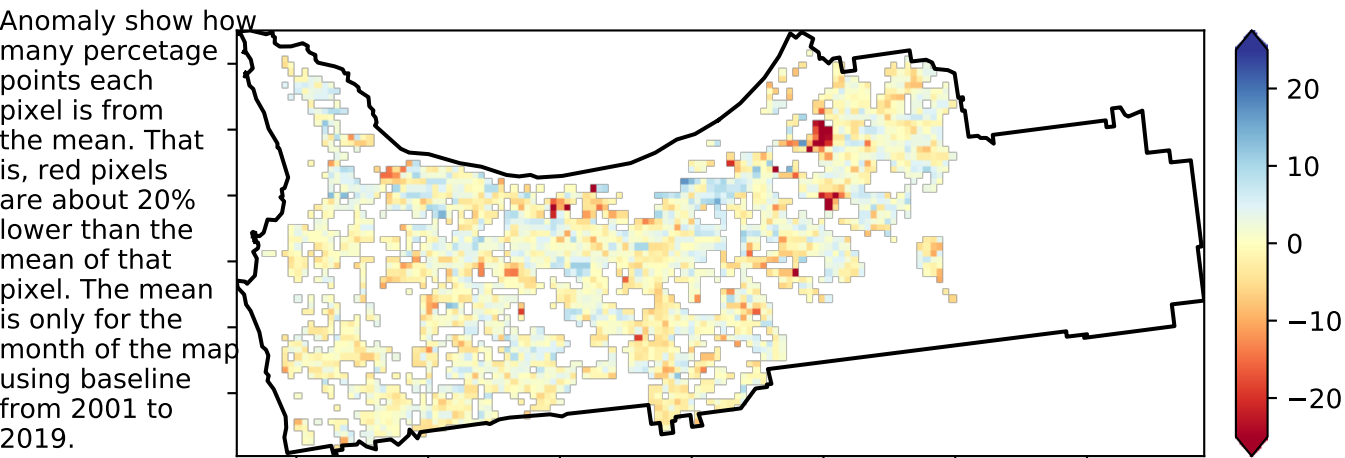 Anomaly show how
many percetage
points each
pixel is from
the mean. That
is, red pixels
are about 20%
lower than the
mean of that
pixel. The mean
is only for the
month of the map
using baseline
from 2001 to
2019.
20
10
0
−10
−20